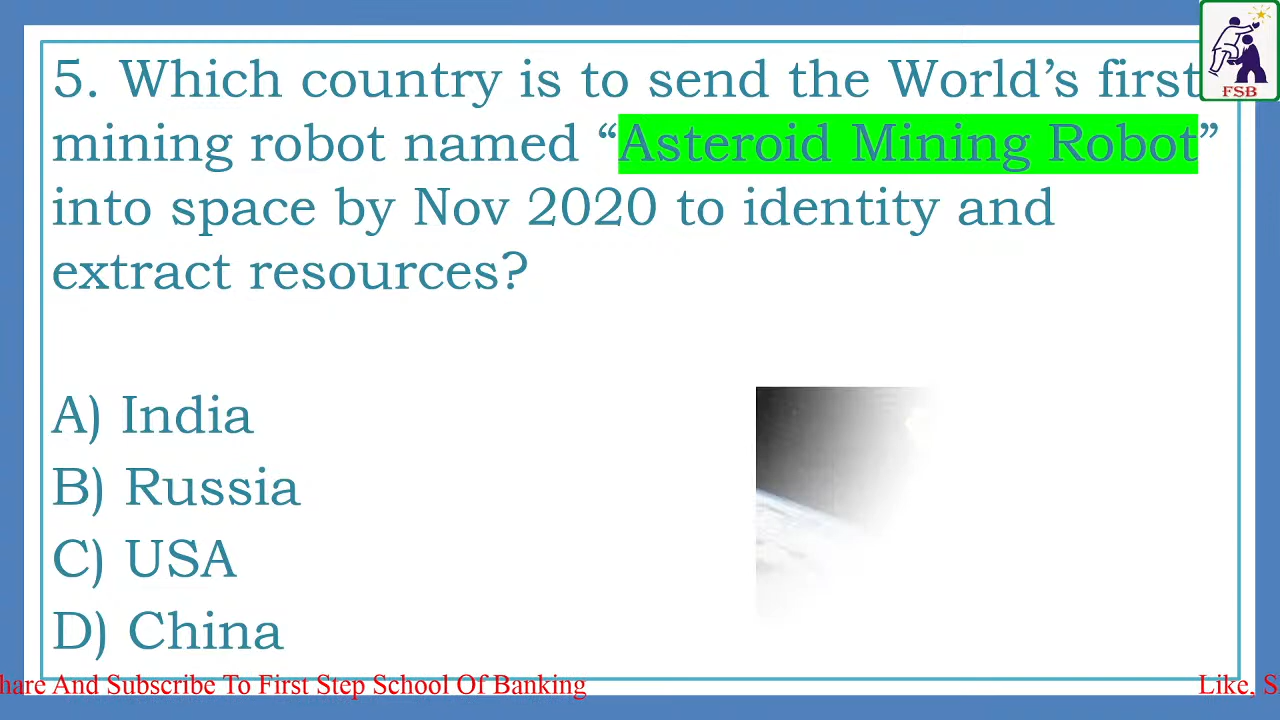 5. Which country is to send the World’s first
mining robot named “Asteroid Mining Robot”
into space by Nov 2020 to identity and
extract resources?
A) India
B) Russia
C) USA
D) China
hare And Subscribe To First Step School Of Banking
Like, S
FSB